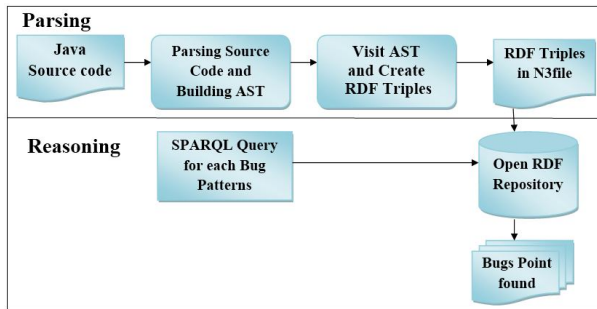 Parsing
Java
Source code
Parsing Source
Code and
Building AST
Visit AST
and Create
RDF Triples
RDF Triples
in N3file
Reasoning
SPARQL Query
for each Bug
Patterns
Open RDF
Repository
Bugs Point
found